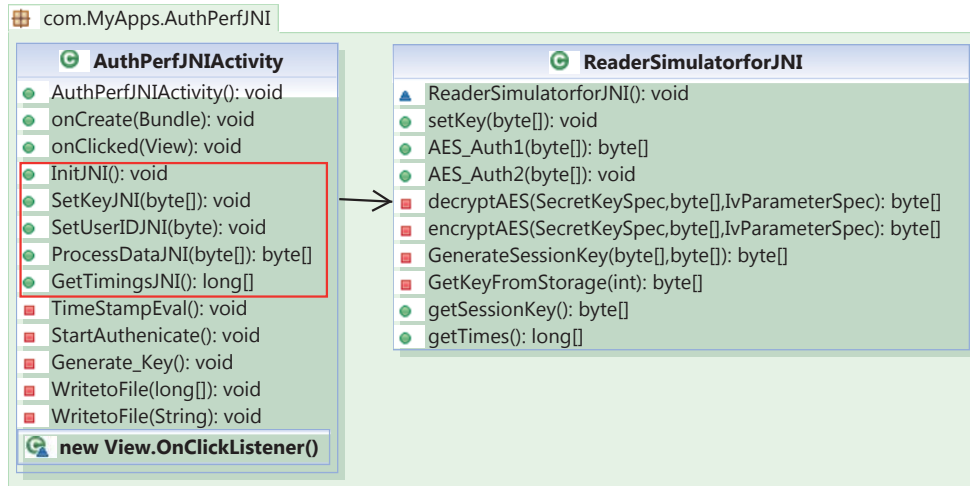 com.MyApps.AuthPerfJNI
AuthPerfJNIActivity
AuthPerfJNIActivity(): void
onCreate(Bundle): void
onClicked(View): void
InitJNI(): void
SetKeyJNI(byte[]): void
SetUserIDJNI(byte): void
ProcessDataJNI(byte[]): byte[]
GetTimingsJNI(): long[]
TimeStampEval(): void
StartAuthenicate(): void
Generate_Key(): void
WritetoFile(long[]): void
WritetoFile(String): void
new View.OnClickListener()
ReaderSimulatorforJNI
ReaderSimulatorforJNI(): void
setKey(byte[]): void
AES_Auth1(byte[]): byte[]
AES_Auth2(byte[]): void
decryptAES(SecretKeySpec,byte[],IvParameterSpec): byte[]
encryptAES(SecretKeySpec,byte[],IvParameterSpec): byte[]
GenerateSessionKey(byte[],byte[]): byte[]
GetKeyFromStorage(int): byte[]
getSessionKey(): byte[]
getTimes(): long[]